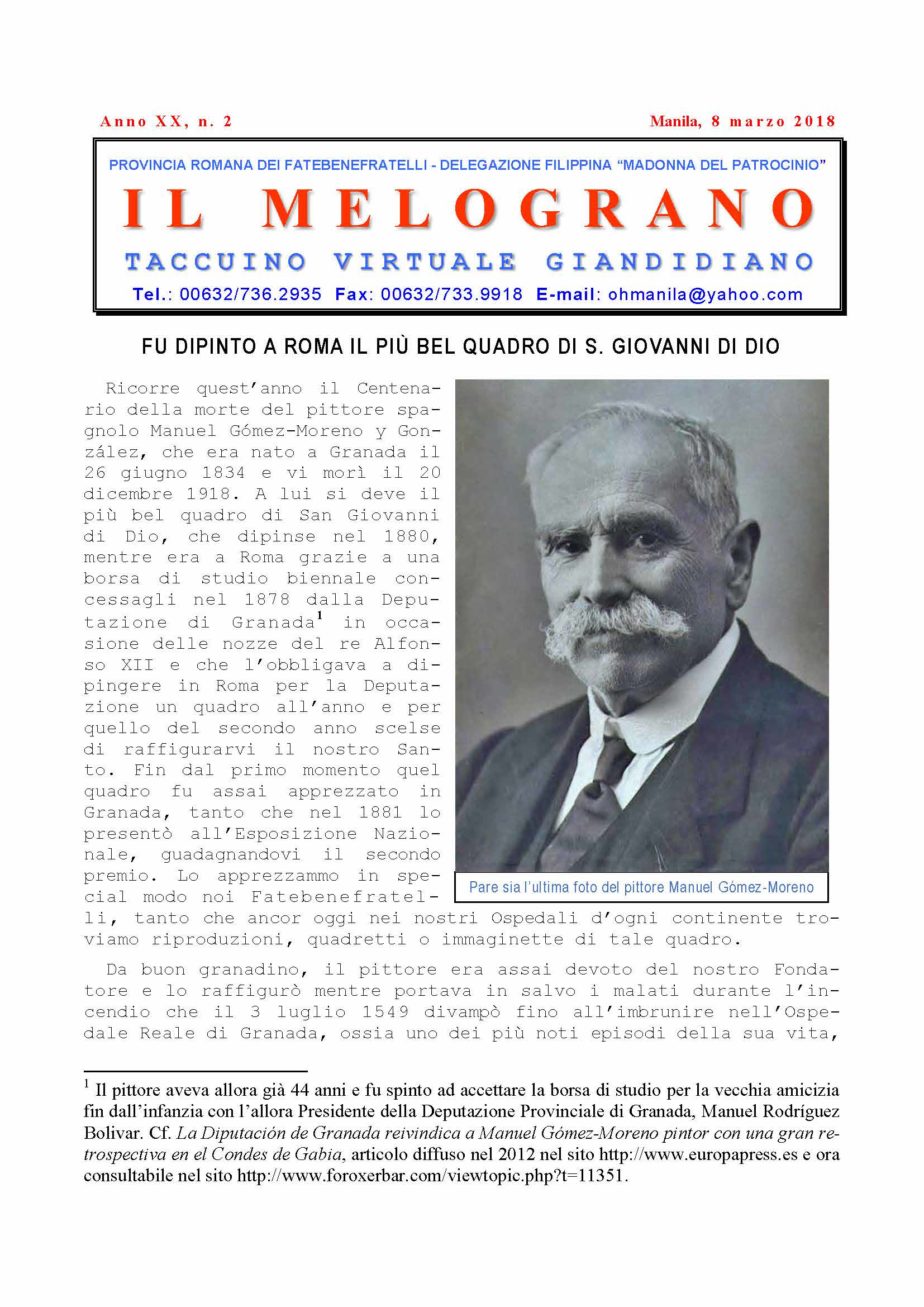 Anno XX, n. 2
Manila, 8 marzo 2018
PROVINCIA ROMANA DEI FATEBENEFRATELLI - DELEGAZIONE FILIPPINA “MADONNA DEL PATROCINIO”
IL MELOGRANO
TACCUINO VIRTUALE GIANDIDIANO
Tel.: 00632/736.2935 Fax: 00632/733.9918 E-mail: ohmanila@yahoo.com
FU DIPINTO A ROMA IL PIÙ BEL QUADRO DI S. GIOVANNI DI DIO
Ricorre quest’anno il Centena-
rio della morte del pittore spa-
gnolo Manuel Gómez-Moreno y Gon-
zález, che era nato a Granada il
26 giugno 1834 e vi morì il 20
dicembre 1918. A lui si deve il
più bel quadro di San Giovanni
di Dio, che dipinse nel 1880,
mentre era a Roma grazie a una
borsa di studio biennale con-
cessagli nel 1878 dalla Depu-
tazione di Granada1 in occa-
sione delle nozze del re Alfon-
so XII e che l’obbligava a di-
pingere in Roma per la Deputa-
zione un quadro all’anno e per
quello del secondo anno scelse
di raffigurarvi il nostro San-
to. Fin dal primo momento quel
quadro fu assai apprezzato in
Granada, tanto che nel 1881 lo
presentò all’Esposizione Nazio-
nale, guadagnandovi il secondo
premio. Lo apprezzammo in spe-
cial modo noi Fatebenefratel-
li, tanto che ancor oggi nei nostri Ospedali d’ogni continente tro-
viamo riproduzioni, quadretti o immaginette di tale quadro.
Pare sia l’ultima foto del pittore Manuel Gómez-Moreno
Da buon granadino, il pittore era assai devoto del nostro Fonda-
tore e lo raffigurò mentre portava in salvo i malati durante l’in-
cendio che il 3 luglio 1549 divampò fino all’imbrunire nell’Ospe-
dale Reale di Granada, ossia uno dei più noti episodi della sua vita,
1 Il pittore aveva allora già 44 anni e fu spinto ad accettare la borsa di studio per la vecchia amicizia
fin dall’infanzia con l’allora Presidente della Deputazione Provinciale di Granada, Manuel Rodríguez
Bolivar. Cf. La Diputación de Granada reivindica a Manuel Gómez-Moreno pintor con una gran re-
trospectiva en el Condes de Gabia, articolo diffuso nel 2012 nel sito http://www.europapress.es e ora
consultabile nel sito http://www.foroxerbar.com/viewtopic.php?t=11351.